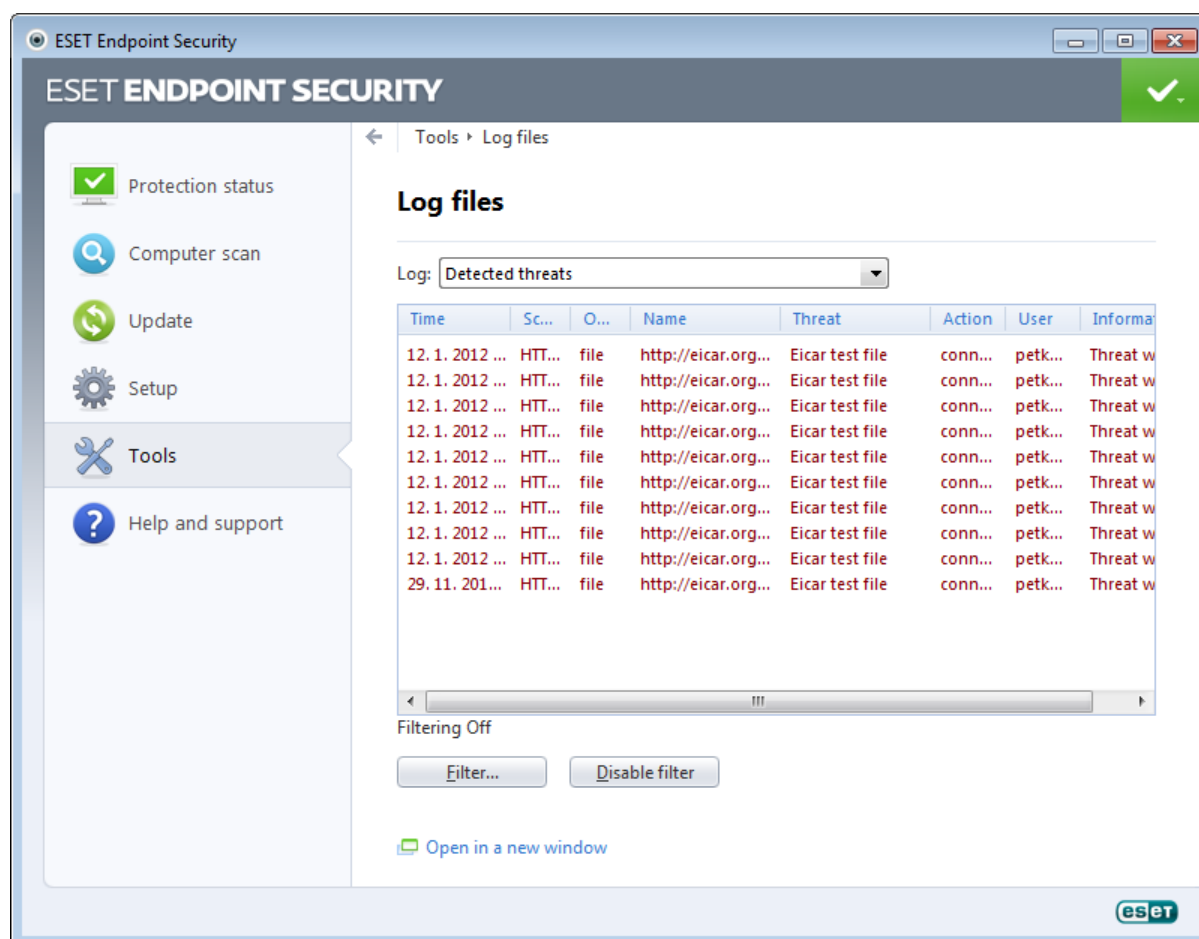 ESET Endpoint Security
ESET ENDPOINT SECURITY
Tools Log files
Protection status
Computer scan
Update
Setup
Tools
Help and support
Log files
Log: Detected threats
Time Sc... O... Name Threat Action User Informa
12. 1. 2012 ... HTT... file http://eicar.org... Eicar test file conn... petk... Threat w
12. 1. 2012 ... HTT... file http://eicar.org... Eicar test file conn... petk... Threat w
12. 1. 2012 ... HTT... file http://eicar.org... Eicar test file conn... petk... Threat w
12. 1. 2012 ... HTT... file http://eicar.org... Eicar test file conn... petk... Threat w
12. 1. 2012 ... HTT... file http://eicar.org... Eicar test file conn... petk... Threat w
12. 1. 2012 ... HTT... file http://eicar.org... Eicar test file conn... petk... Threat w
12. 1. 2012 ... HTT... file http://eicar.org... Eicar test file conn... petk... Threat w
12. 1. 2012 ... HTT... file http://eicar.org... Eicar test file conn... petk... Threat w
12. 1. 2012 ... HTT... file http://eicar.org... Eicar test file conn... petk... Threat w
29. 11. 201... HTT... file http://eicar.org... Eicar test file conn... petk... Threat w
Filtering Off
Filter... Disable filter
Open in a new window
eset